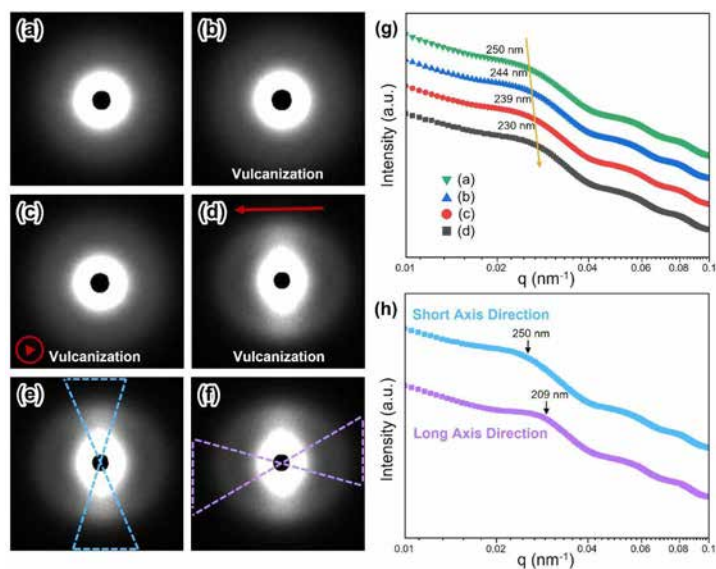 (a)
(b)
Vulcanization
(c)
Vulcanization
(d)
Vulcanization
(e)
(f)
(g)
250 nm
244 nm
239 nm
230 nm
(a)
(b)
(c)
(d)
Intensity (a.u.)
0.01
0.02
0.04
0.06
0.08
0.1
q (nm⁻¹)
(h)
Short Axis Direction
250 nm
209 nm
Long Axis Direction
Intensity (a.u.)
0.01
0.02
0.04
0.06
0.08
0.1
q (nm⁻¹)